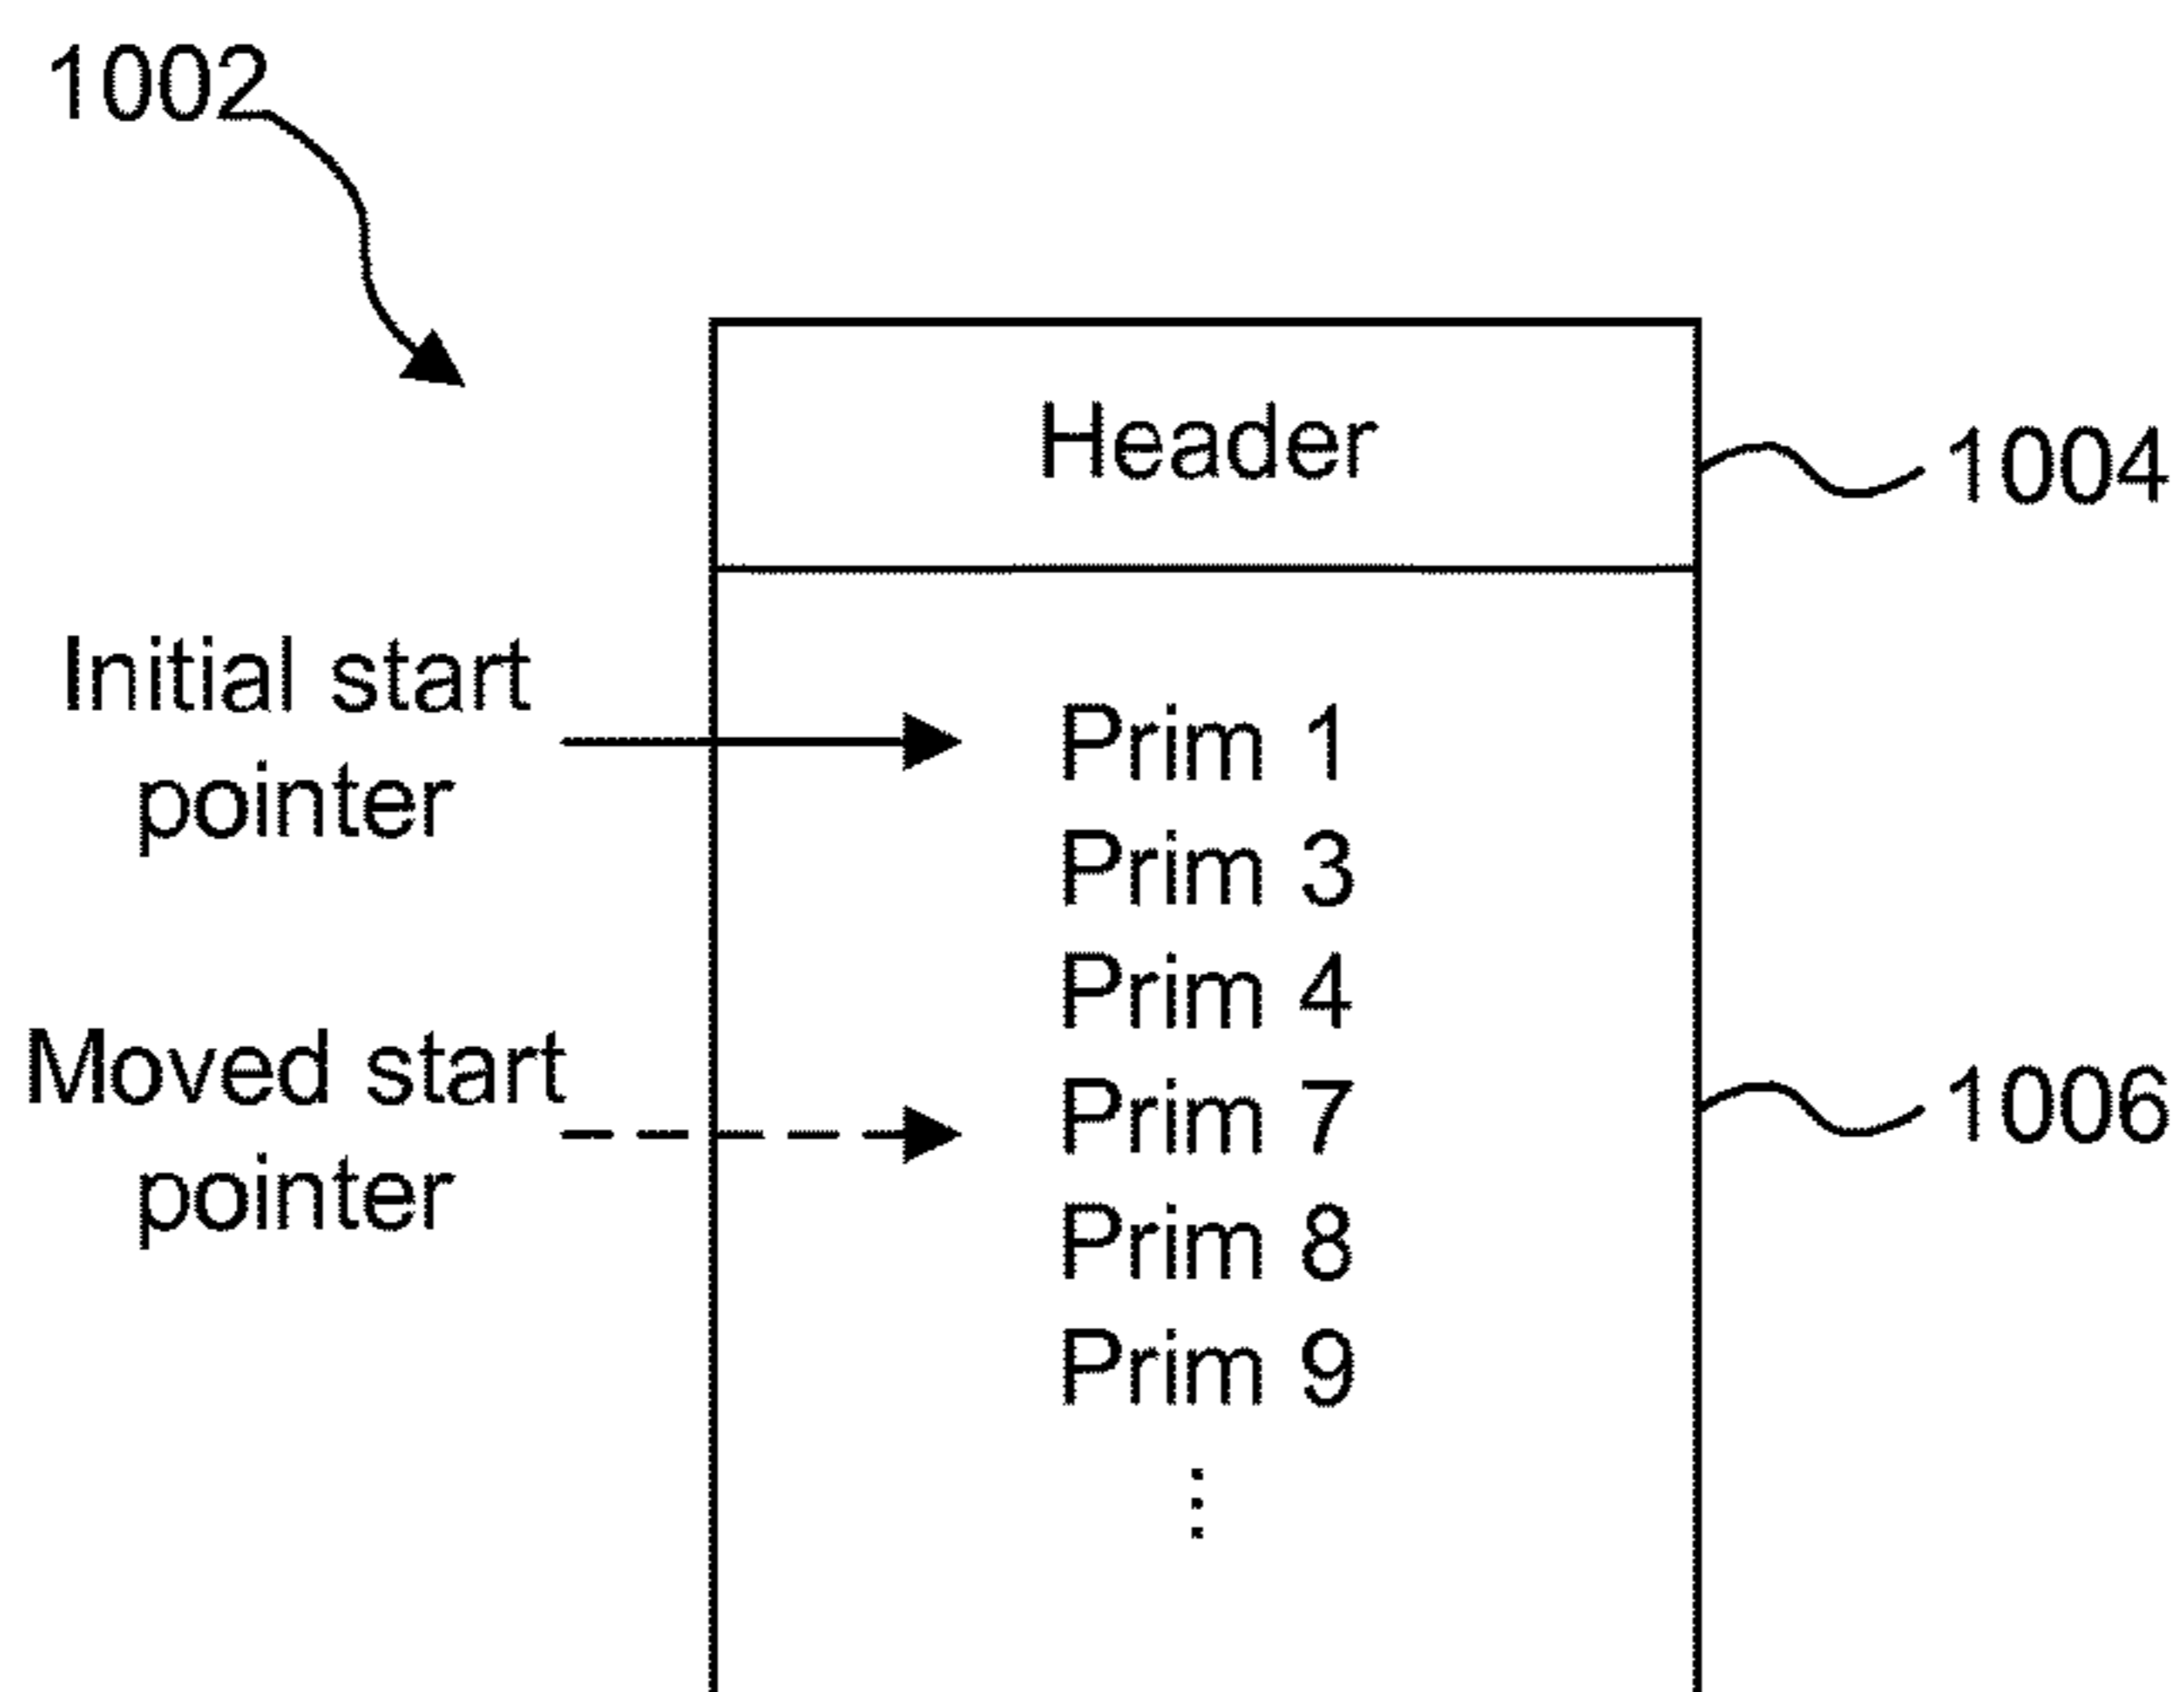 1002
Header
1004
Initial start
pointer
Prim 1
Prim 3
Prim 4
Moved start
pointer
Prim 7
1006
Prim 8
Prim 9
⋮